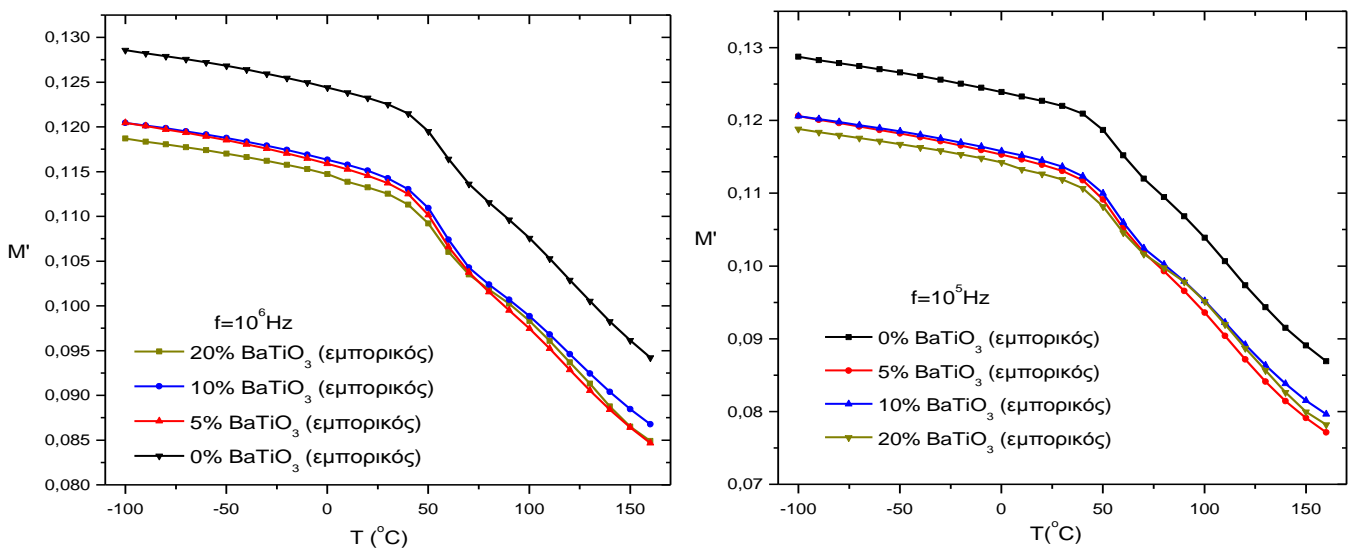 0,130
0,125
0,120
0,115
0,110
0,105
0,100
0,095
0,090
0,085
0,080
M'
f=10⁶Hz
20% BaTiO₃ (εμπορικός)
10% BaTiO₃ (εμπορικός)
5% BaTiO₃ (εμπορικός)
0% BaTiO₃ (εμπορικός)
-100 -50 0 50 100 150
T (°C)
0,13
0,12
0,11
0,10
0,09
0,08
0,07
M'
f=10⁵Hz
0% BaTiO₃ (εμπορικός)
5% BaTiO₃ (εμπορικός)
10% BaTiO₃ (εμπορικός)
20% BaTiO₃ (εμπορικός)
-100 -50 0 50 100 150
T(°C)